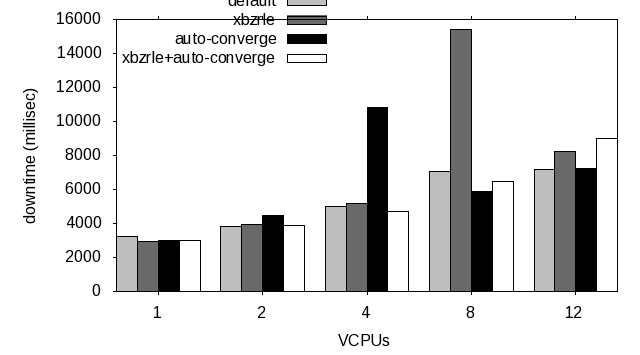 default
xbzrle
auto-converge
xbzrle+auto-converge
16000
14000
12000
10000
8000
6000
4000
2000
0
downtime (millisec)
1 2 4 8 12
VCPUs